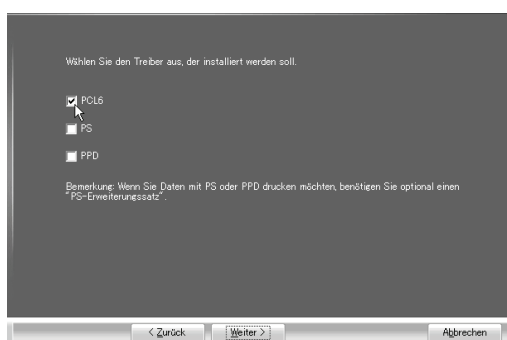 Wählen Sie den Treiber aus, der installiert werden soll.
PCL6
PS
PPD
Bemerkung: Wenn Sie Daten mit PS oder PPD drucken möchten, benötigen Sie optional einen
"PS-Erweiterungssatz".
< Zurück Weiter > Abbrechen